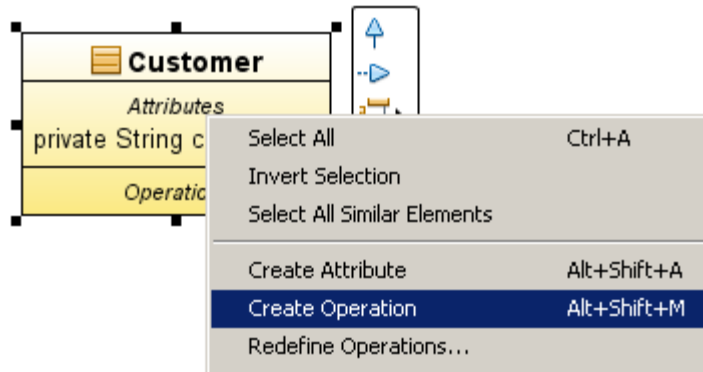 Customer
Attributes
private String c
Operatio
Select All Ctrl+A
Invert Selection
Select All Similar Elements
Create Attribute Alt+Shift+A
Create Operation Alt+Shift+M
Redefine Operations...